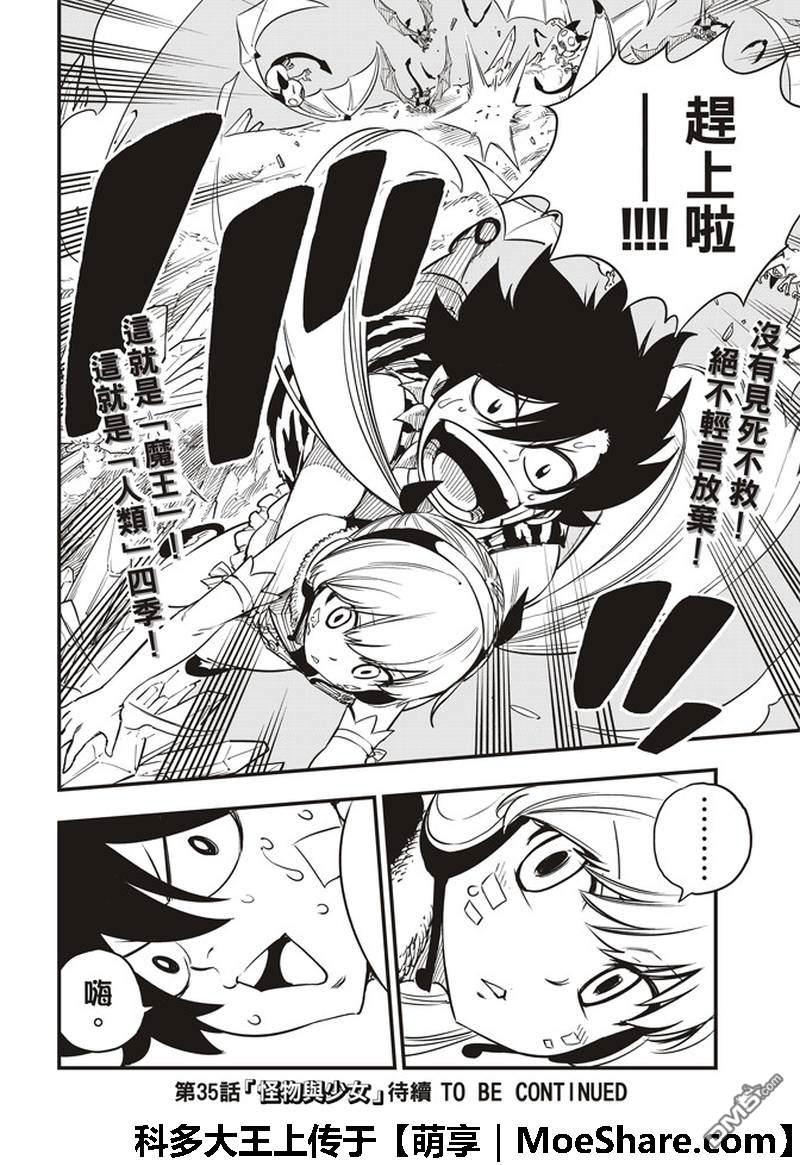 趕上啦
——!!!!
沒有見死不救！
絕不輕言放棄！
這就是「魔王」！
這就是「人類」四季！
………
嗨。
第35話「怪物與少女」待續 TO BE CONTINUED
科多大王上传于【萌享｜MoeShare.com】